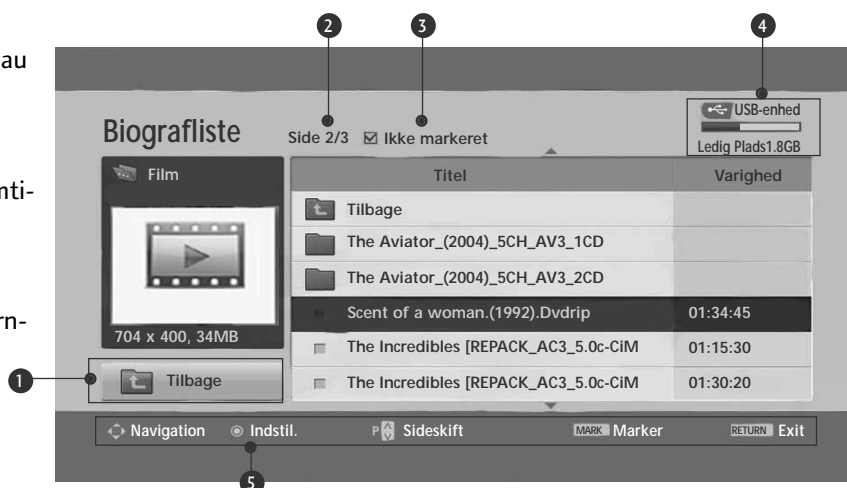 2 3 4
au
USB-enhed
Biografliste Side 2/3 Ikke markeret
Ledig Plads1.8GB
Film Titel Varighed
nti-
Tilbage
The Aviator_(2004)_5CH_AV3_1CD
The Aviator_(2004)_5CH_AV3_2CD
Scent of a woman.(1992).Dvdrip 01:34:45
rn-
704 x 400, 34MB
The Incredibles [REPACK_AC3_5.0c-CiM 01:15:30
1 Tilbage The Incredibles [REPACK_AC3_5.0c-CiM 01:30:20
Navigation Indstil. P Sideskift MARK Marker RETURN Exit
5